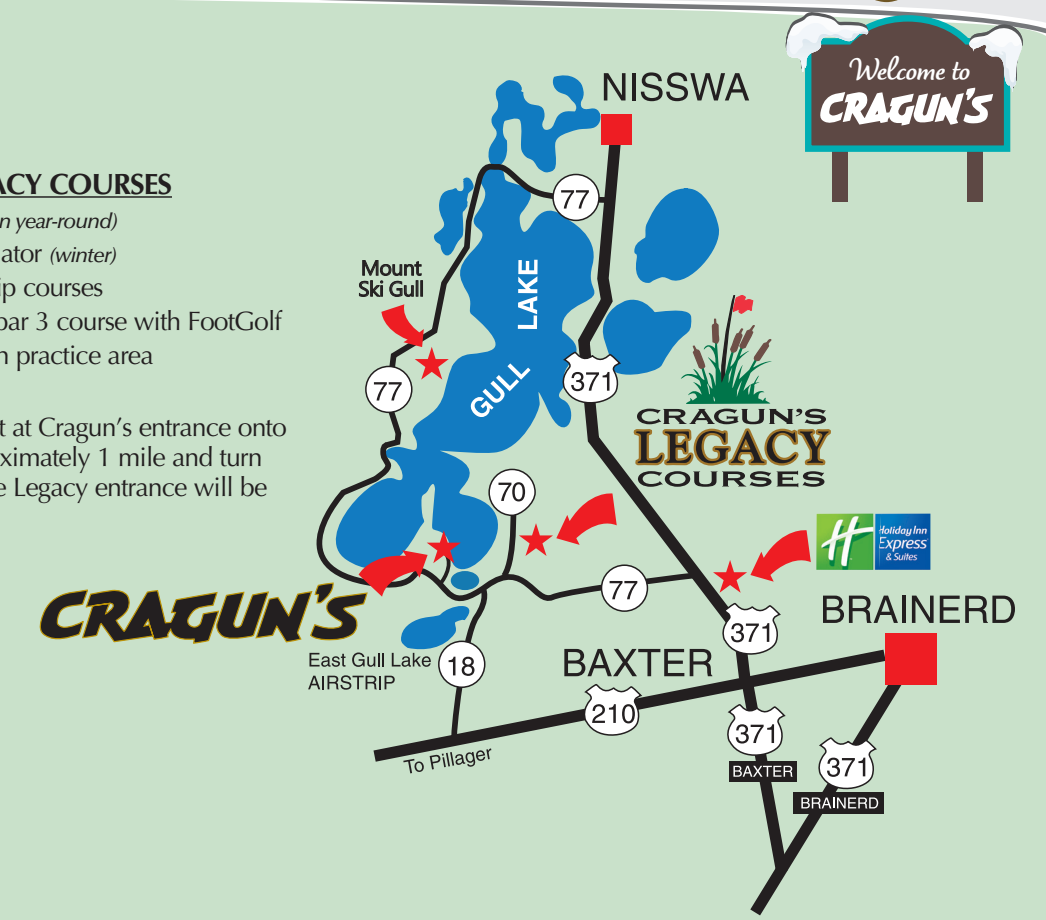 Welcome to
CRAGUN'S
NISSWA
ACY COURSES
n year-round)
ator (winter)
ip courses
par 3 course with FootGolf
n practice area
t at Cragun's entrance onto
ximately 1 mile and turn
e Legacy entrance will be
77
Mount
Ski Gull
GULL LAKE
77
371
CRAGUN'S
LEGACY
COURSES
70
H
Holiday Inn
Express
& Suites
CRAGUN'S
77
BRAINERD
371
East Gull Lake
AIRSTRIP
18
BAXTER
210
To Pillager
371
BAXTER
371
BRAINERD